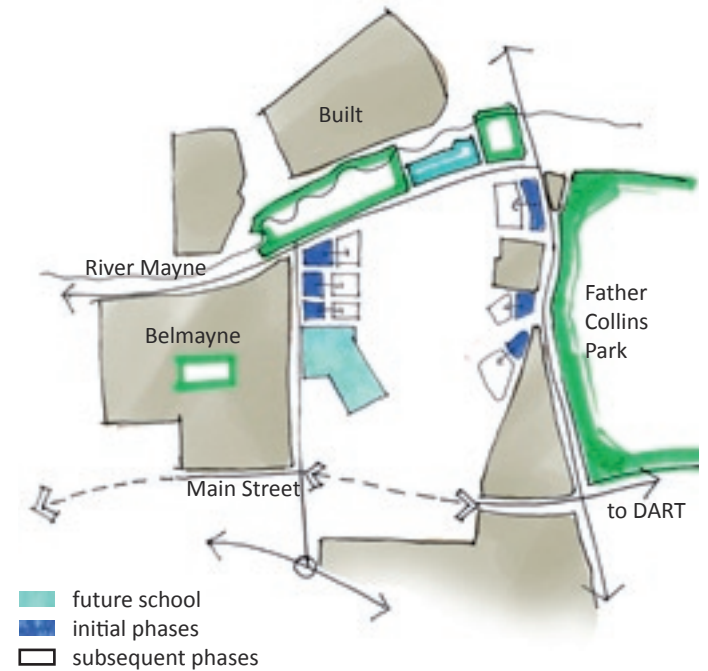 Built
River Mayne
Belmayne
Father
Collins
Park
Main Street
to DART
future school
initial phases
subsequent phases